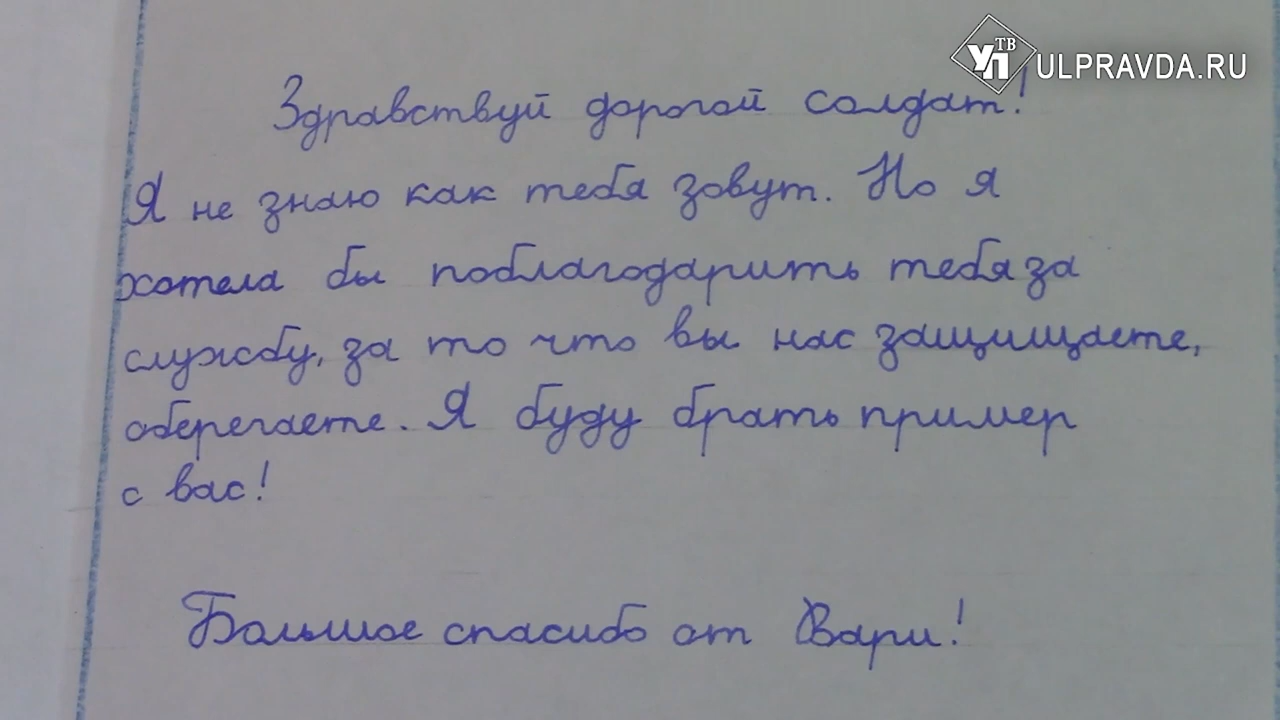 УП ТВ ULPRAVDA.RU
Здравствуй дорогой солдат!
Я не знаю как тебя зовут. Но я
хотела бы поблагодарить тебя за
службу, за то что вы нас защищаете,
оберегаете. Я буду брать пример
с вас!
Большое спасибо от Вари!